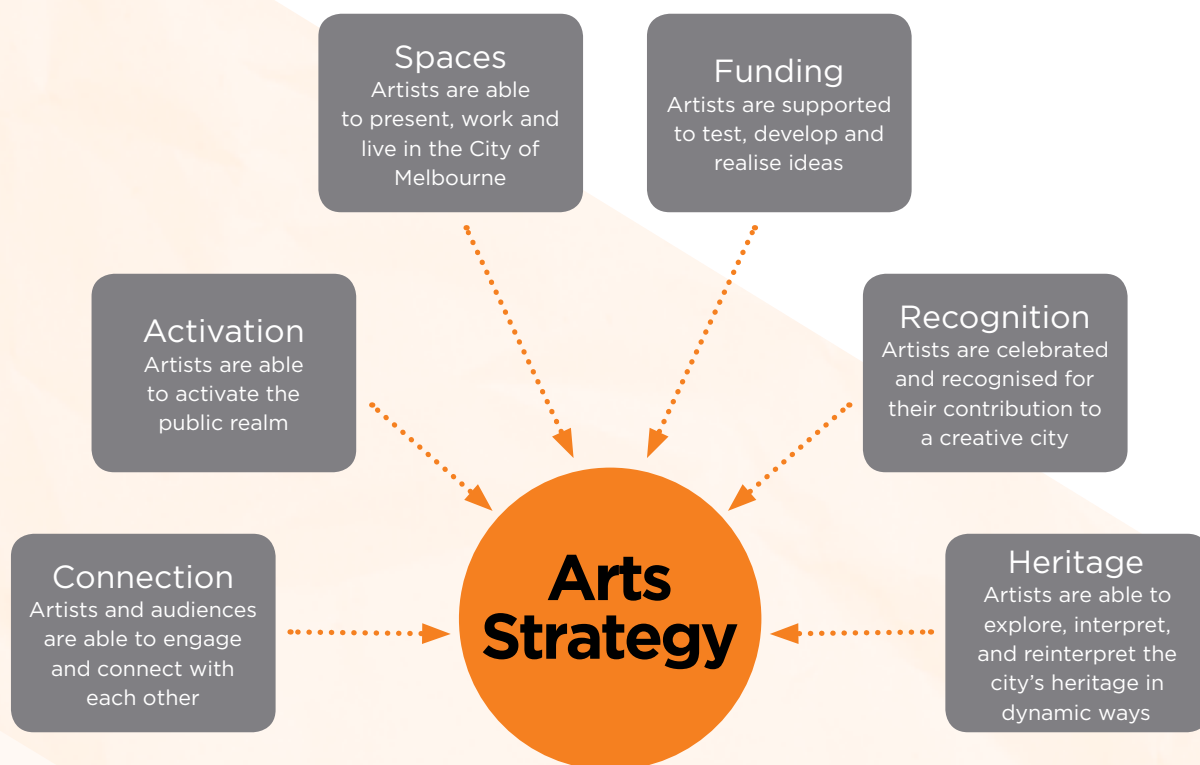 Spaces
Artists are able
to present, work and
live in the City of
Melbourne
Funding
Artists are supported
to test, develop and
realise ideas
Activation
Artists are able
to activate the
public realm
Recognition
Artists are celebrated
and recognised for
their contribution to
a creative city
Connection
Artists and audiences
are able to engage
and connect with
each other
Arts
Strategy
Heritage
Artists are able to
explore, interpret,
and reinterpret the
city’s heritage in
dynamic ways